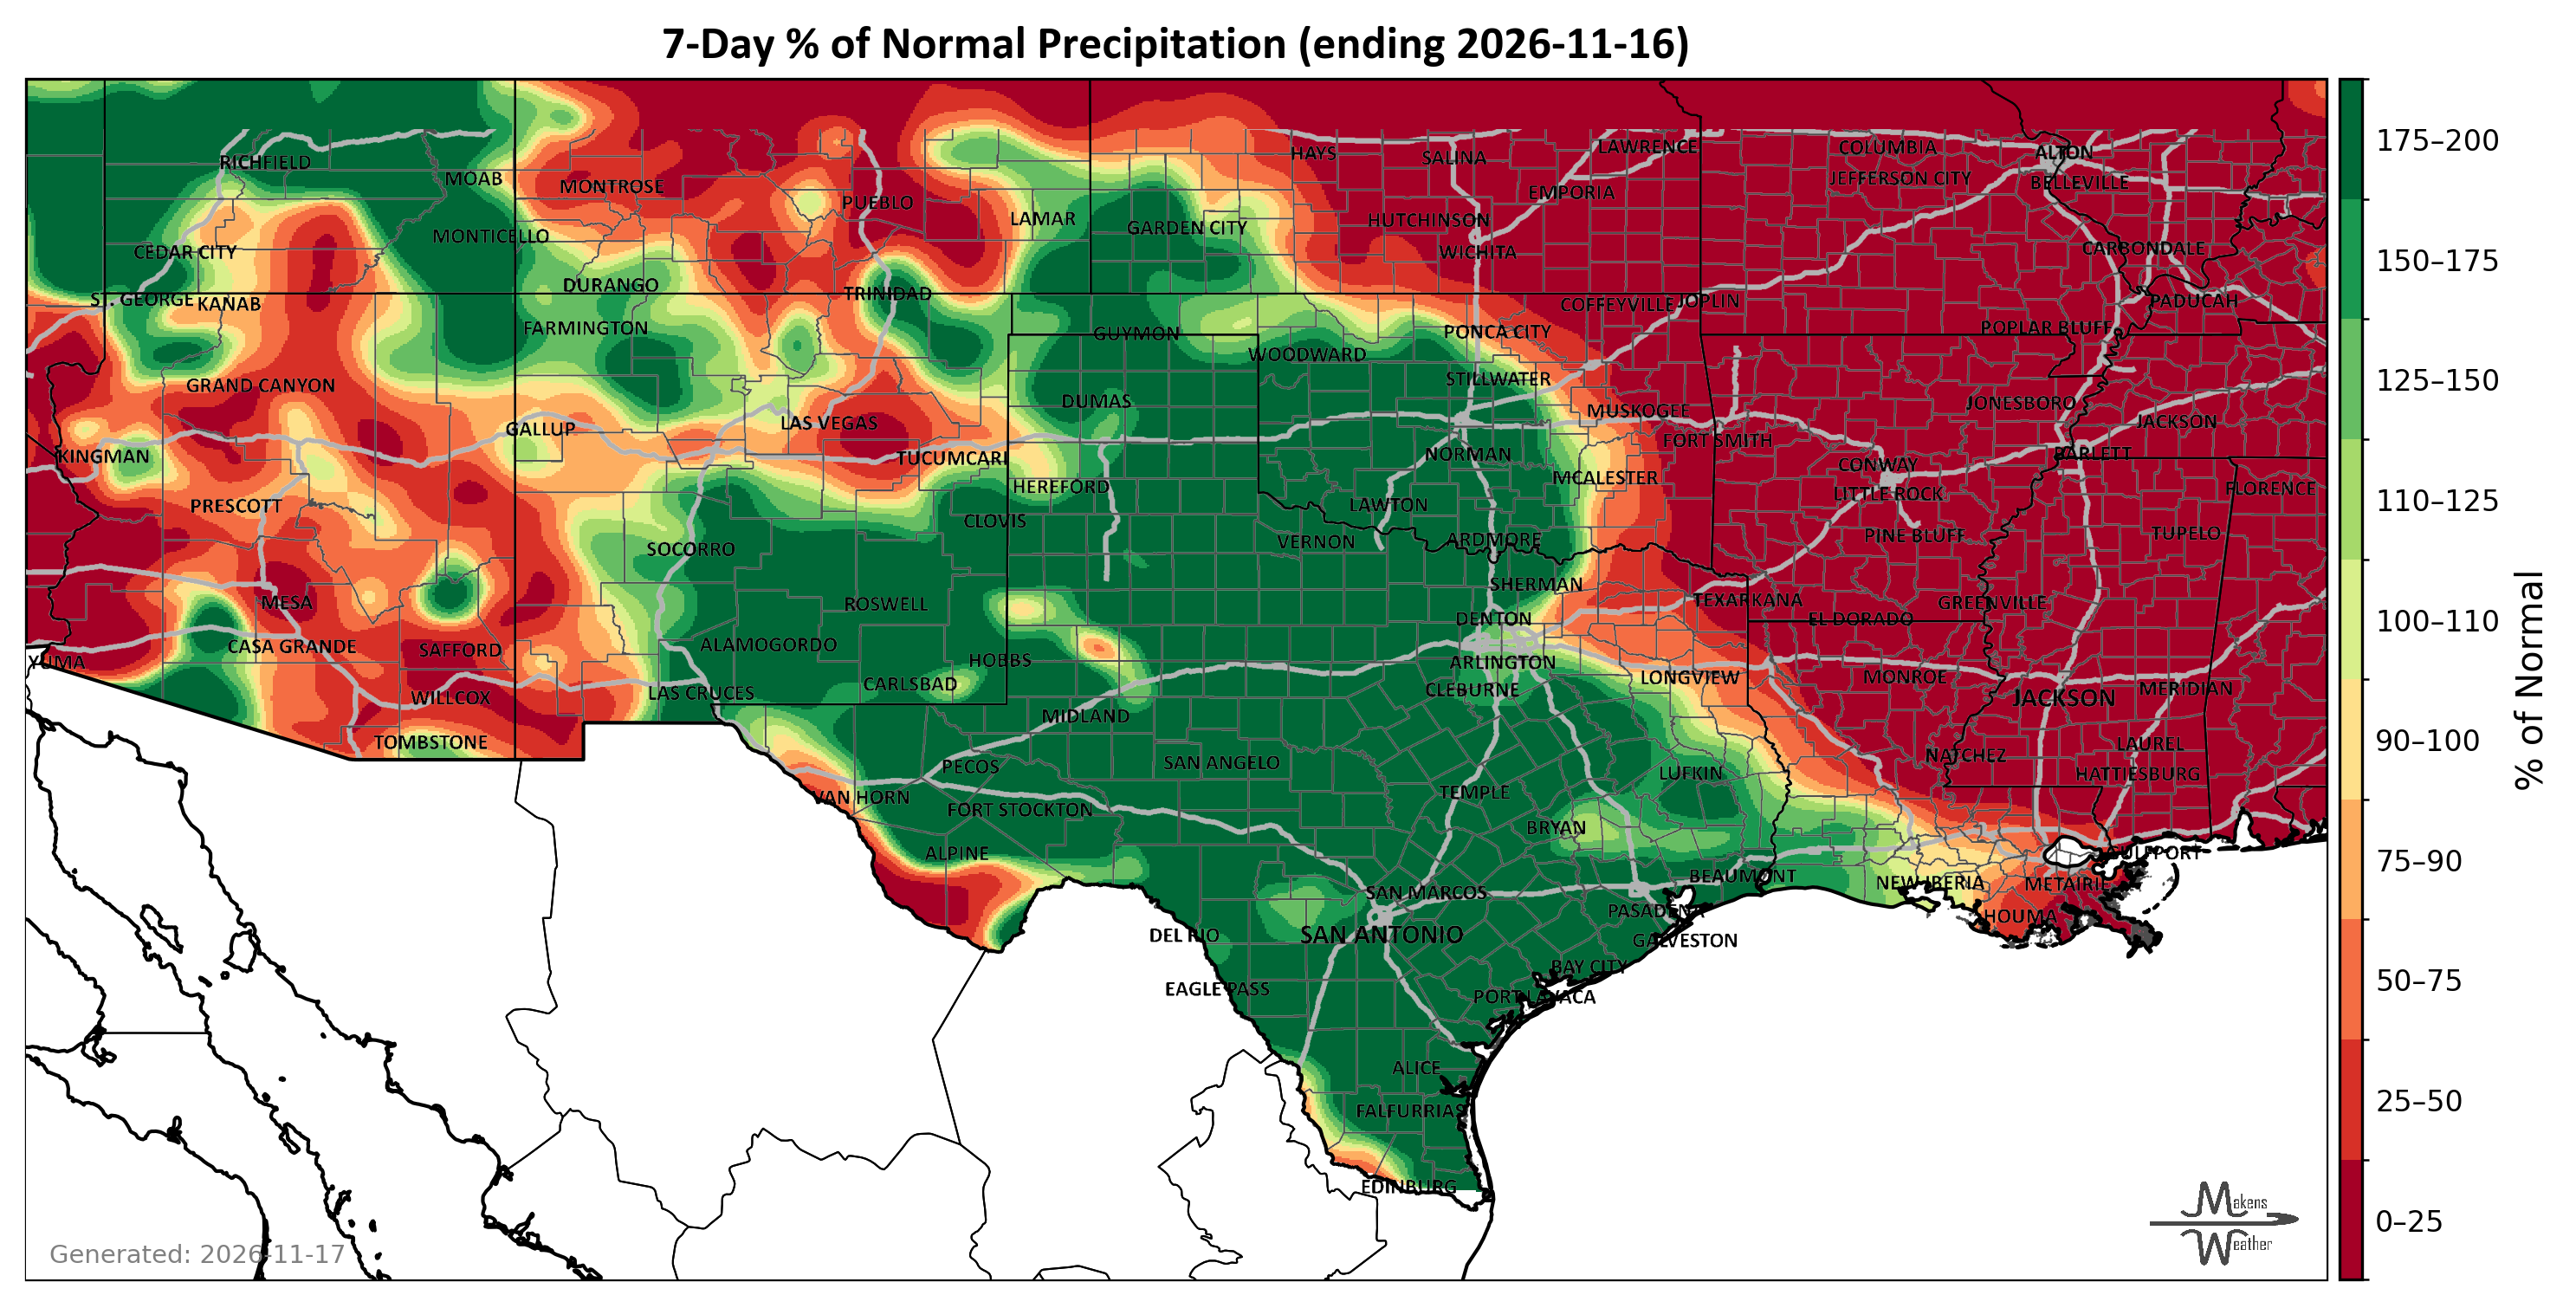 7-Day % of Normal Precipitation (ending 2026-11-16)
RICHFIELD
MOAB
MONTROSE
PUEBLO
LAMAR
GARDEN CITY
HAYS
SALINA
LAWRENCE
EMPORIA
HUTCHINSON
WICHITA
COLUMBIA
JEFFERSON CITY
ALTON
BELLEVILLE
CARBONDALE
PADUCAH
CEDAR CITY
MONTICELLO
DURANGO
TRINIDAD
ST. GEORGE
KANAB
FARMINGTON
GUYMON
WOODWARD
PONCA CITY
COFFEYVILLE
JOPLIN
POPLAR BLUFF
GRAND CANYON
DUMAS
STILLWATER
MUSKOGEE
FORT SMITH
JONESBORO
JACKSON
BARLETT
GALLUP
LAS VEGAS
TUCUMCARI
KINGMAN
NORMAN
MCALESTER
CONWAY
LITTLE ROCK
FLORENCE
HEREFORD
PRESCOTT
CLOVIS
LAWTON
PINE BLUFF
TUPELO
SOCORRO
VERNON
ARDMORE
SHERMAN
MESA
ROSWELL
DENTON
TEXARKANA
EL DORADO
GREENVILLE
CASA GRANDE
SAFFORD
ALAMOGORDO
HOBBS
ARLINGTON
YUMA
WILLCOX
LAS CRUCES
CARLSBAD
CLEBURNE
LONGVIEW
MONROE
JACKSON
MERIDIAN
TOMBSTONE
MIDLAND
PECOS
SAN ANGELO
LUFKIN
NATCHEZ
LAUREL
HATTIESBURG
VAN HORN
FORT STOCKTON
TEMPLE
BRYAN
ALPINE
BEAUMONT
NEW IBERIA
METAIRIE
GULFPORT
SAN MARCOS
PASADENA
HOUMA
DEL RIO
SAN ANTONIO
GALVESTON
BAY CITY
EAGLE PASS
PORT LAVACA
ALICE
FALFURRIAS
EDINBURG
175–200
150–175
125–150
110–125
100–110
90–100
75–90
50–75
25–50
0–25
% of Normal
Generated: 2026-11-17
Makens
Weather